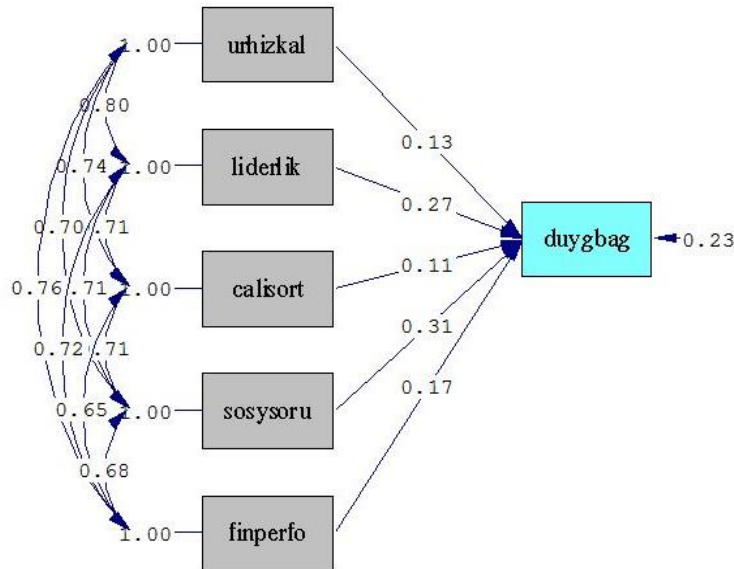 1.00 urhizkal
0.80
0.13
0.74 1.00 liderlik
0.27
0.70 .71
duygbag 0.23
0.11
0.76 .71 1.00 calisort
0.31
0.72 .71
0.17
0.65 1.00 sosysoru
0.68
1.00 finperfo